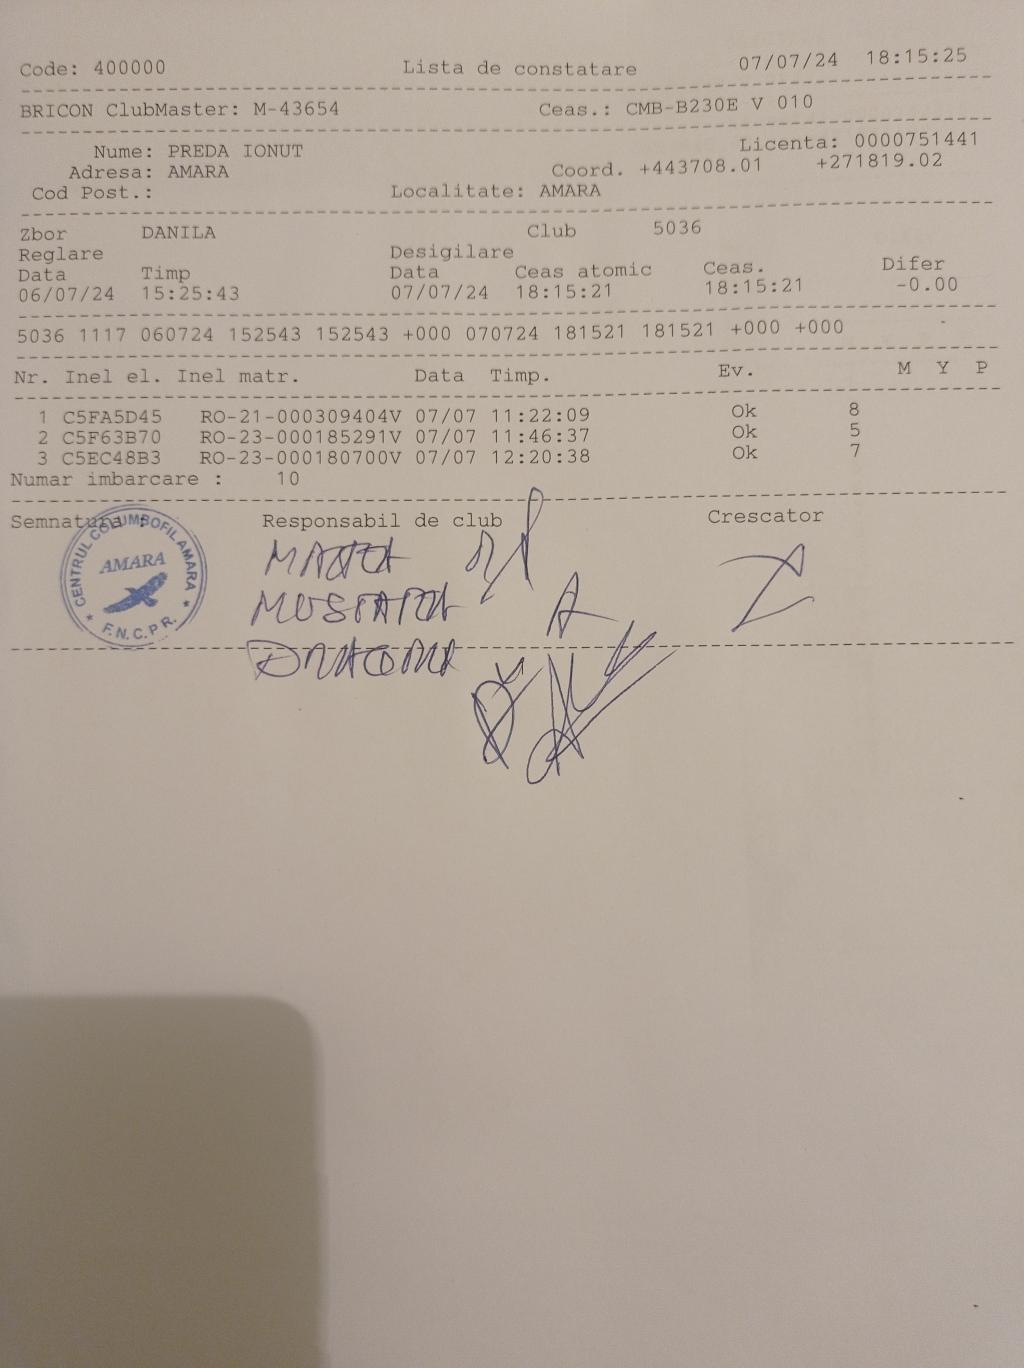 Code: 400000 Lista de constatare 07/07/24 18:15:25
BRICON ClubMaster: M-43654 Ceas.: CMB-B230E V 010
Nume: PREDA IONUT Licenta: 0000751441
Adresa: AMARA Coord. +443708.01 +271819.02
Cod Post.: Localitate: AMARA
Zbor DANILA Club 5036
Reglare Desigilare
Data Timp Data Ceas atomic Ceas. Difer
06/07/24 15:25:43 07/07/24 18:15:21 18:15:21 -0.00
5036 1117 060724 152543 152543 +000 070724 181521 181521 +000 +000
Nr. Inel el. Inel matr. Data Timp. Ev. M Y P
1 C5FA5D45 RO-21-000309404V 07/07 11:22:09 Ok 8
2 C5F63B70 RO-23-000185291V 07/07 11:46:37 Ok 5
3 C5EC48B3 RO-23-000180700V 07/07 12:20:38 Ok 7
Numar imbarcare : 10
Semnatura : Responsabil de club Crescator
CENTRUL COLUMBOFIL AMARA
AMARA
F.N.C.P.R.